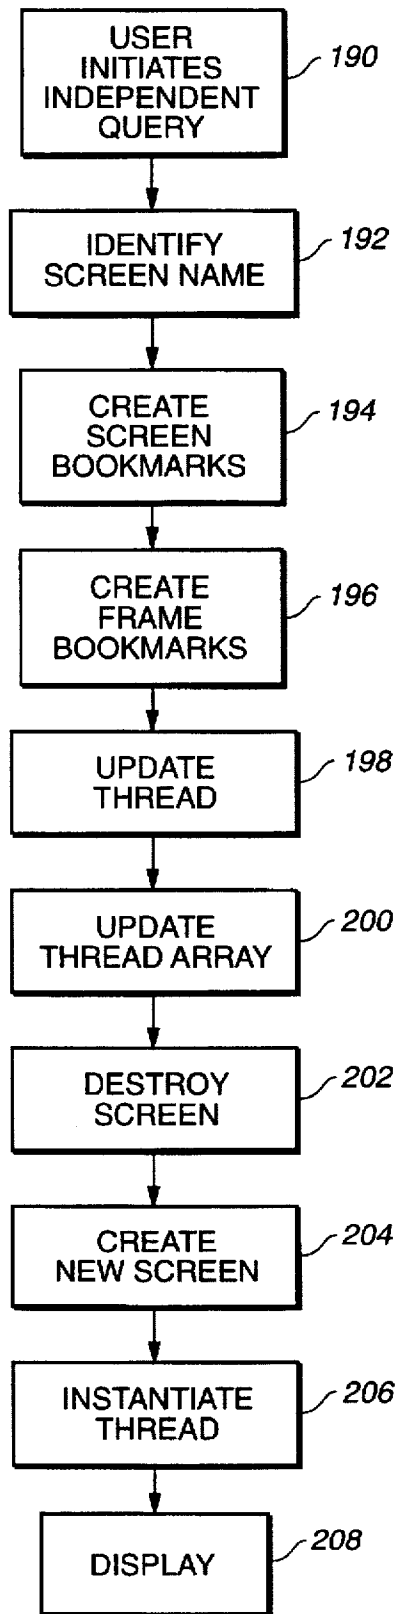 USER
INITIATES
INDEPENDENT
QUERY
190
IDENTIFY
SCREEN NAME
192
CREATE
SCREEN
BOOKMARKS
194
CREATE
FRAME
BOOKMARKS
196
UPDATE
THREAD
198
UPDATE
THREAD ARRAY
200
DESTROY
SCREEN
202
CREATE
NEW SCREEN
204
INSTANTIATE
THREAD
206
DISPLAY
208